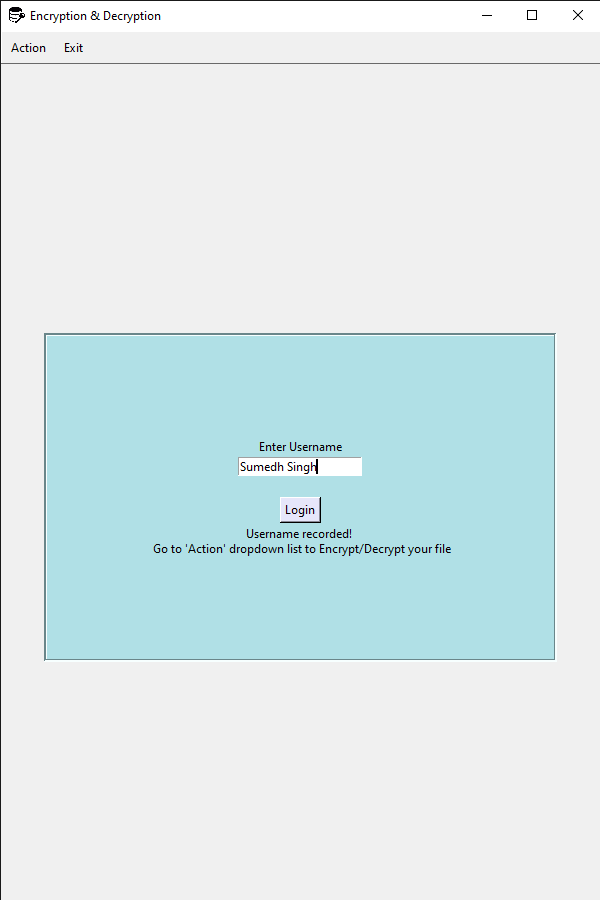 Encryption & Decryption
Action Exit
Enter Username
Sumedh Singh
Login
Username recorded!
Go to 'Action' dropdown list to Encrypt/Decrypt your file